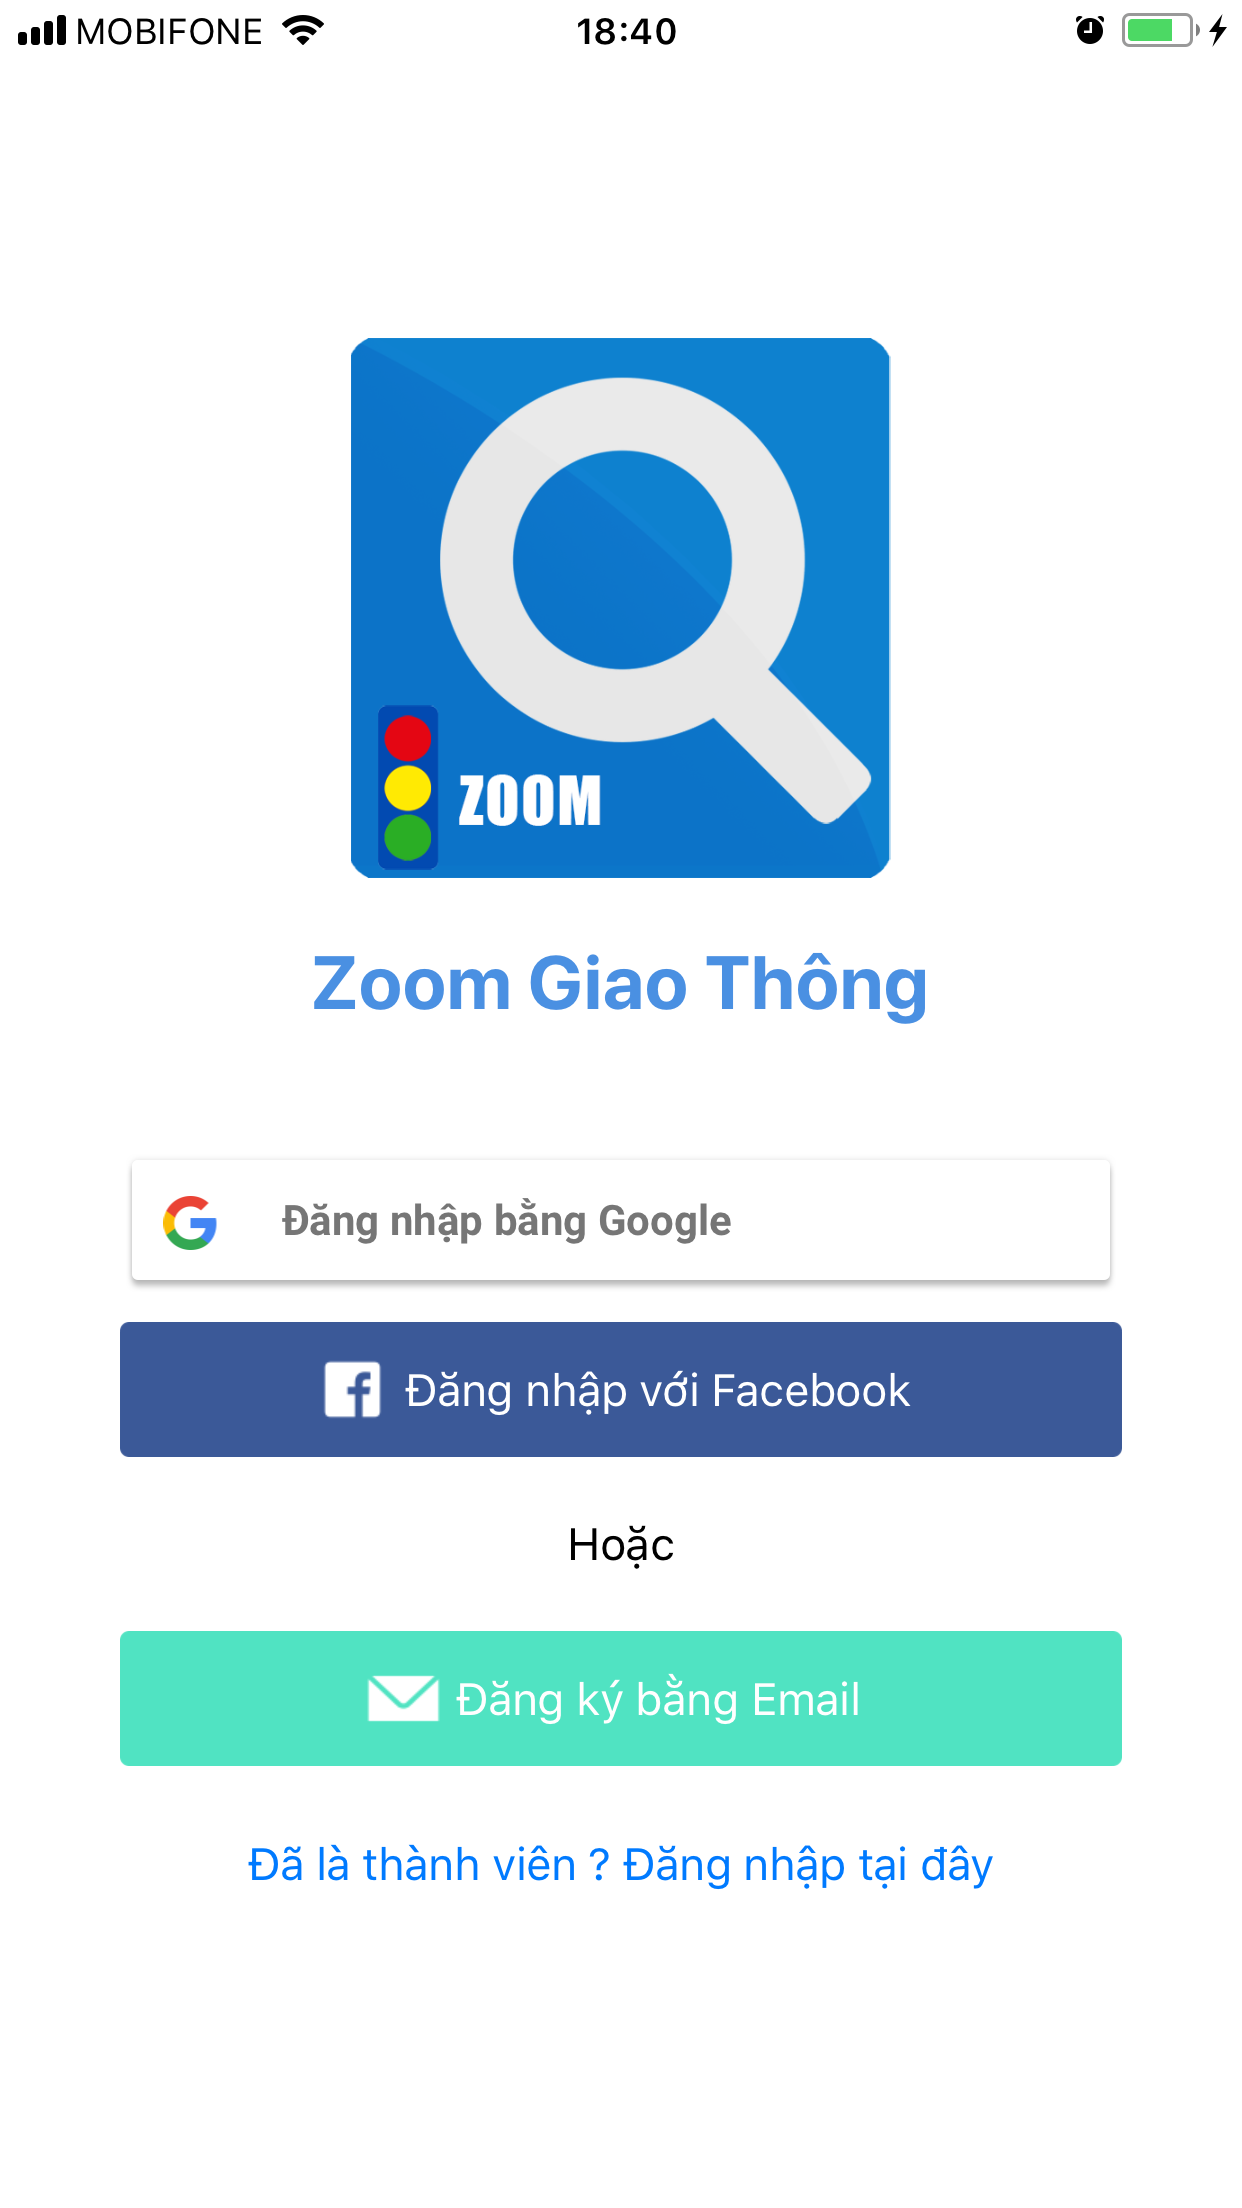 MOBIFONE 18:40
ZOOM
Zoom Giao Thông
Đăng nhập bằng Google
Đăng nhập với Facebook
Hoặc
Đăng ký bằng Email
Đã là thành viên ? Đăng nhập tại đây